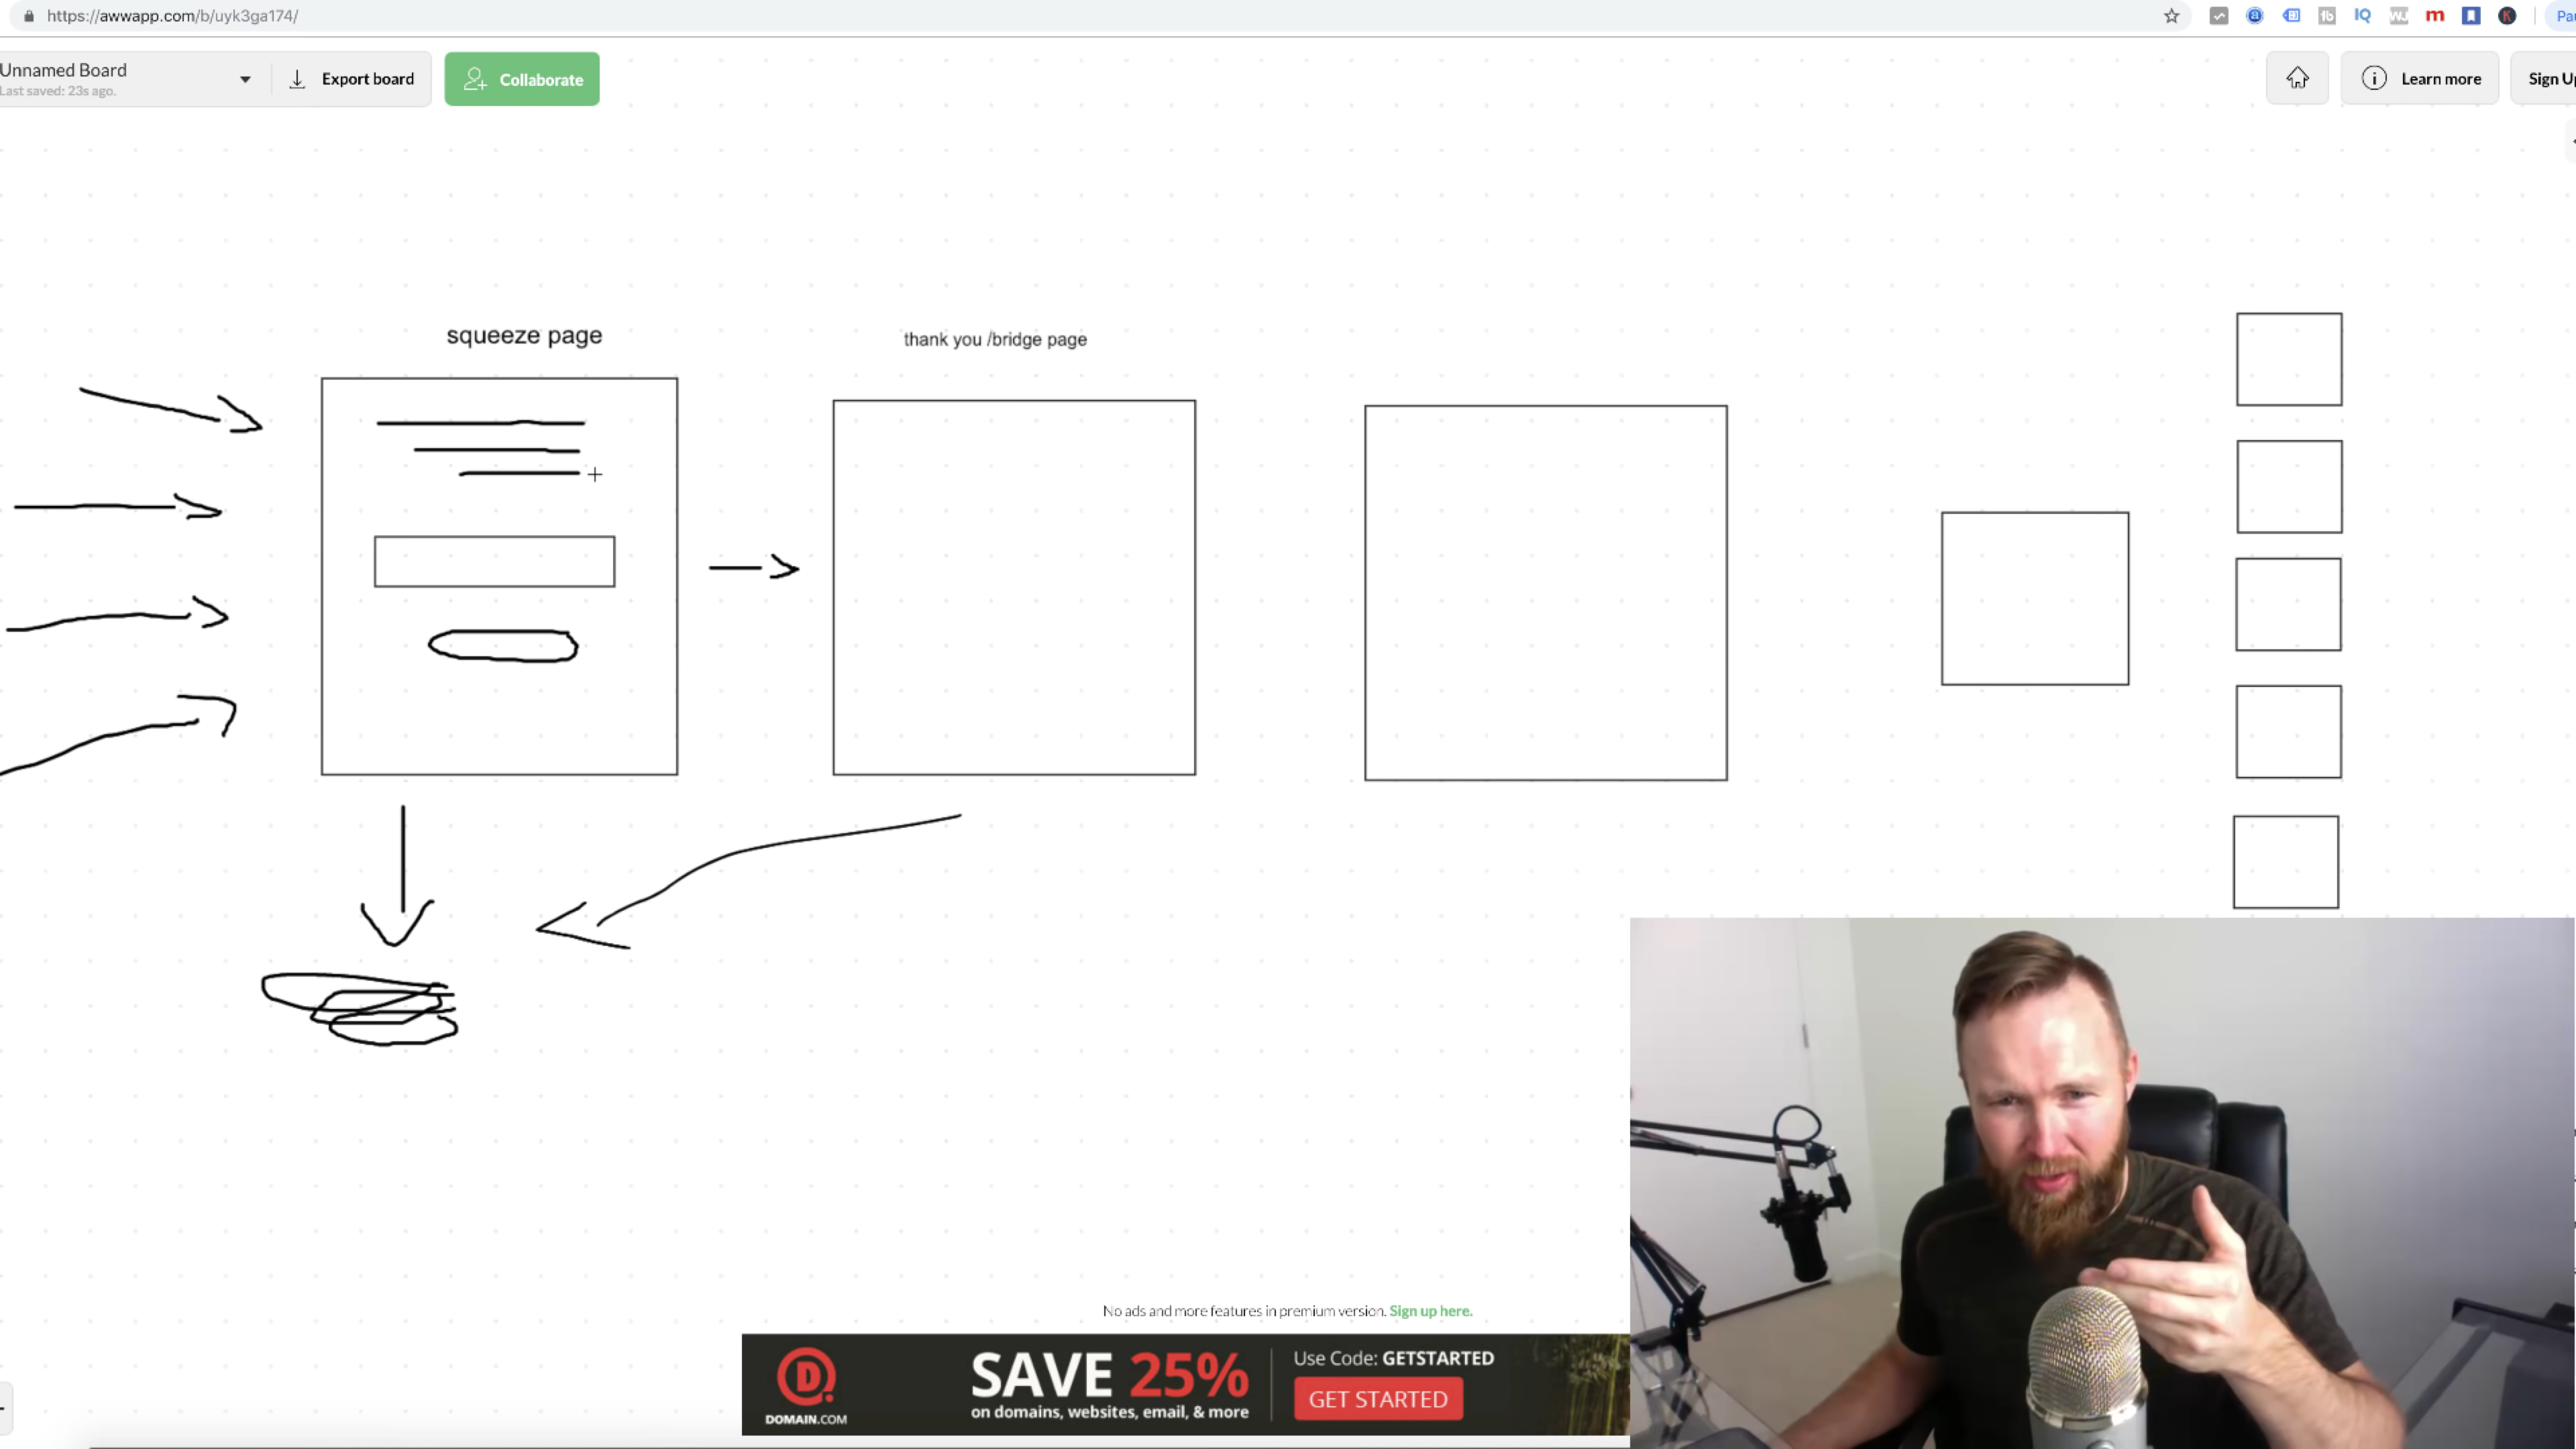 https://awwapp.com/b/uyk3ga174/
Unnamed Board
Last saved: 23s ago.
Export board
Collaborate
Learn more
squeeze page
thank you /bridge page
No ads and more features in premium version. Sign up here.
DOMAIN.COM
SAVE 25%
on domains, websites, email, & more
Use Code: GETSTARTED
GET STARTED